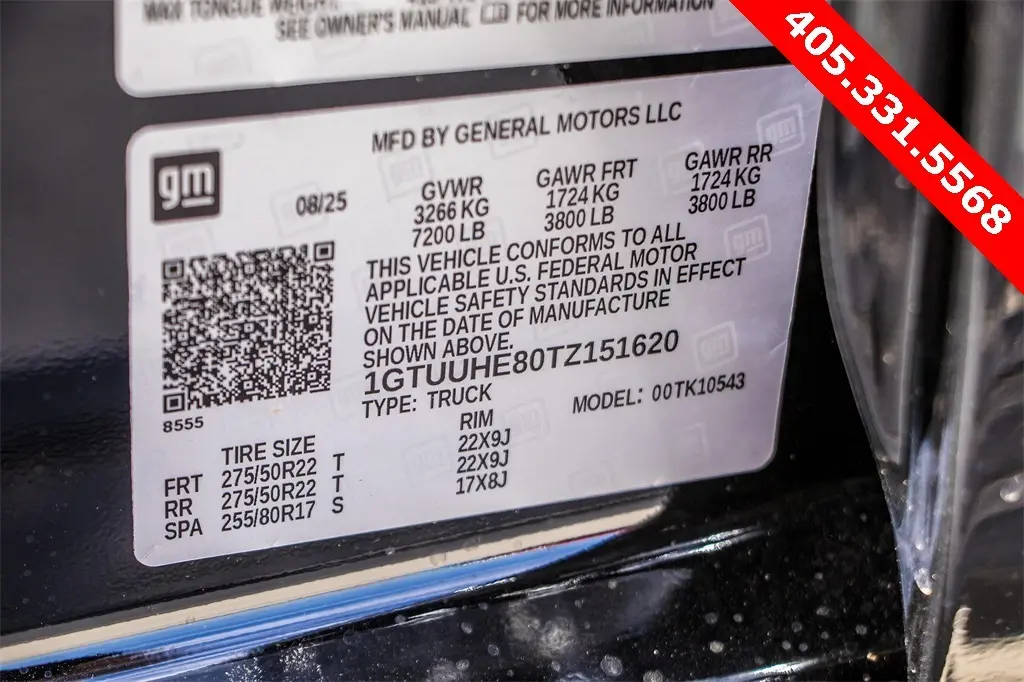 MAX TONGUE WEIGHT:
SEE OWNER'S MANUAL FOR MORE INFORMATION
405.331.5568
MFD BY GENERAL MOTORS LLC
gm
08/25
GVWR
3266 KG
7200 LB
GAWR FRT
1724 KG
3800 LB
GAWR RR
1724 KG
3800 LB
THIS VEHICLE CONFORMS TO ALL
APPLICABLE U.S. FEDERAL MOTOR
VEHICLE SAFETY STANDARDS IN EFFECT
ON THE DATE OF MANUFACTURE
SHOWN ABOVE.
1GTUUHE80TZ151620
TYPE: TRUCK
MODEL: 00TK10543
8555
TIRE SIZE RIM
FRT 275/50R22 T 22X9J
RR 275/50R22 T 22X9J
SPA 255/80R17 S 17X8J